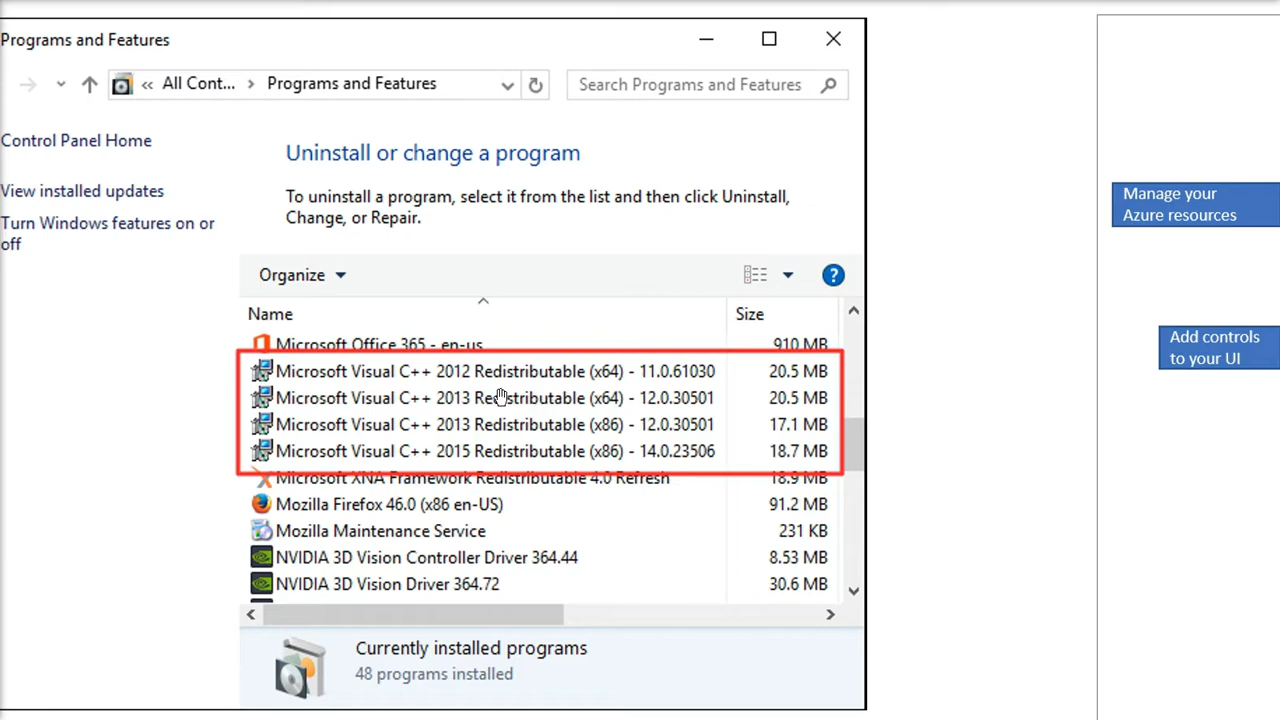 Programs and Features
« All Cont... > Programs and Features
Search Programs and Features
Control Panel Home
View installed updates
Turn Windows features on or
off
Uninstall or change a program
To uninstall a program, select it from the list and then click Uninstall,
Change, or Repair.
Organize
Name Size
Microsoft Office 365 - en-us 910 MB
Microsoft Visual C++ 2012 Redistributable (x64) - 11.0.61030 20.5 MB
Microsoft Visual C++ 2013 Redistributable (x64) - 12.0.30501 20.5 MB
Microsoft Visual C++ 2013 Redistributable (x86) - 12.0.30501 17.1 MB
Microsoft Visual C++ 2015 Redistributable (x86) - 14.0.23506 18.7 MB
Microsoft XNA Framework Redistributable 4.0 Refresh 18.9 MB
Mozilla Firefox 46.0 (x86 en-US) 91.2 MB
Mozilla Maintenance Service 231 KB
NVIDIA 3D Vision Controller Driver 364.44 8.53 MB
NVIDIA 3D Vision Driver 364.72 30.6 MB
Currently installed programs
48 programs installed
Manage your
Azure resources
Add controls
to your UI